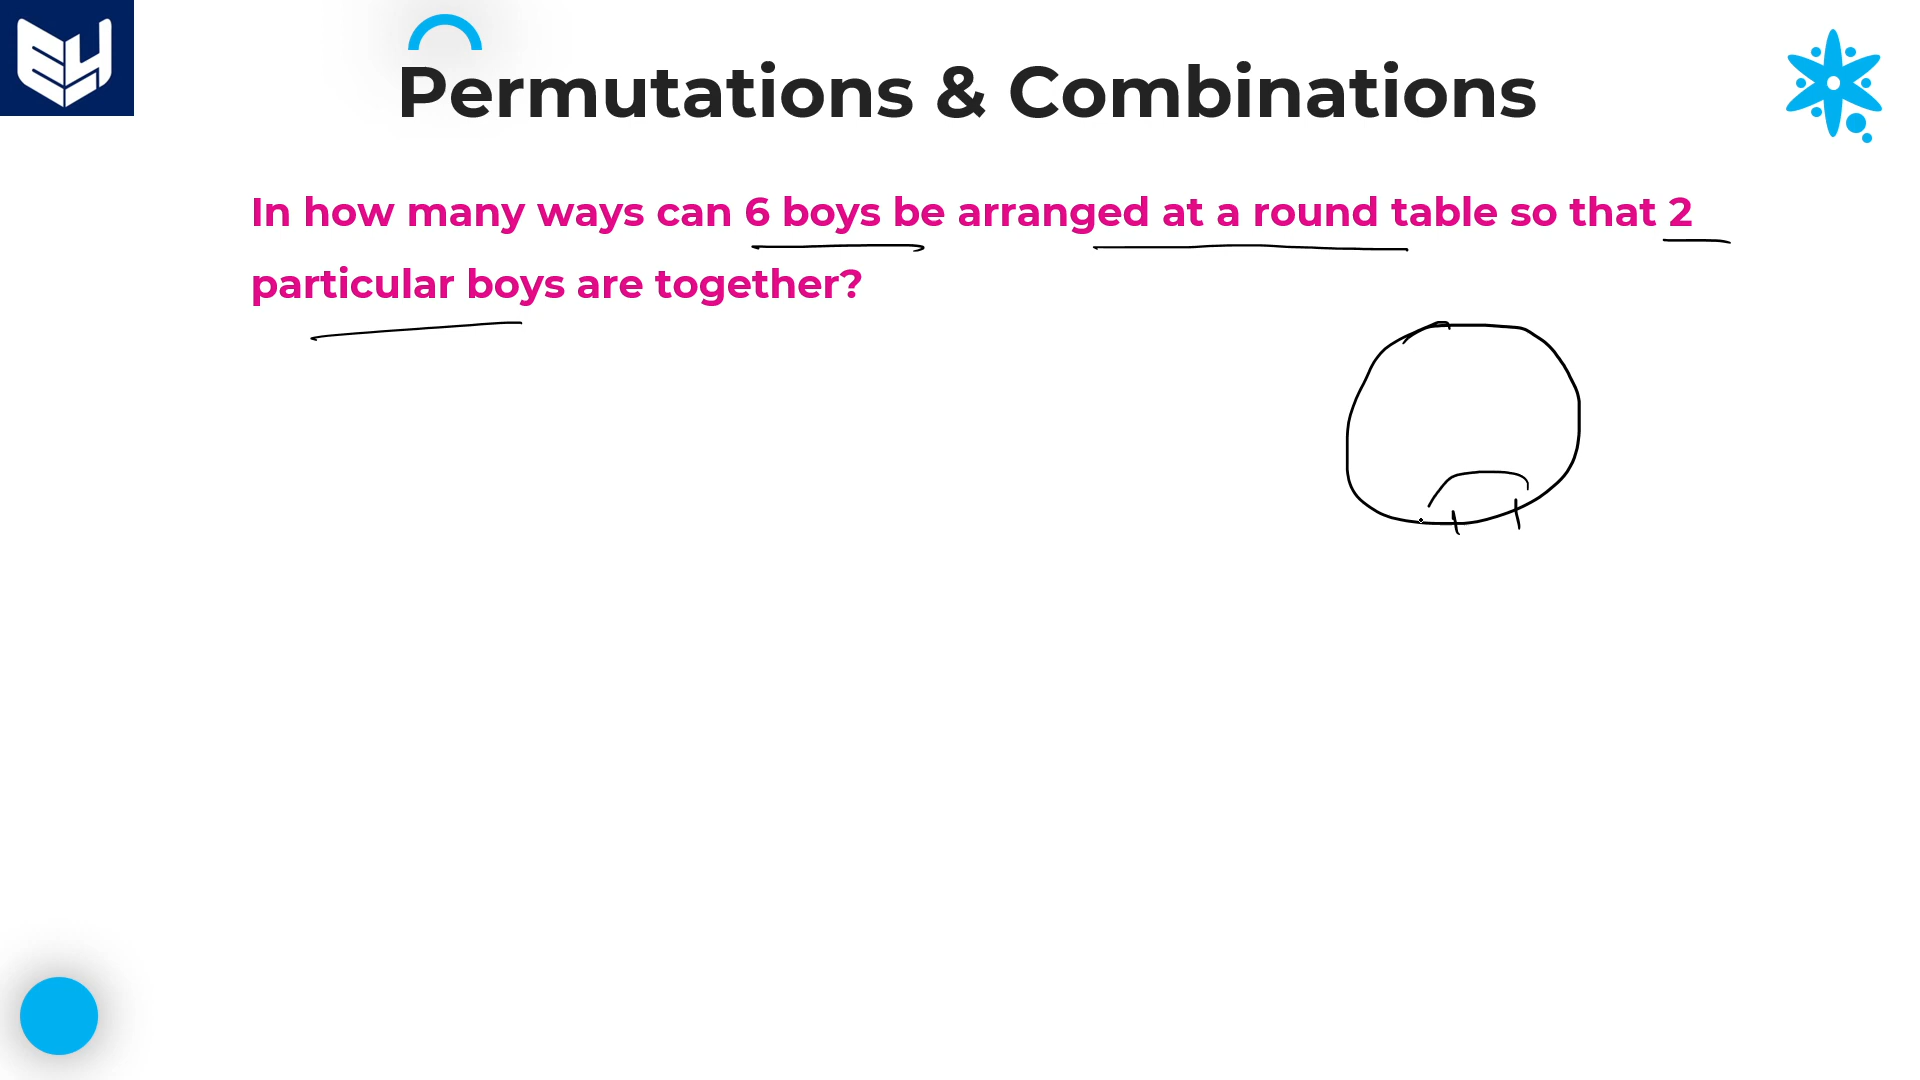 Permutations & Combinations
In how many ways can 6 boys be arranged at a round table so that 2
particular boys are together?